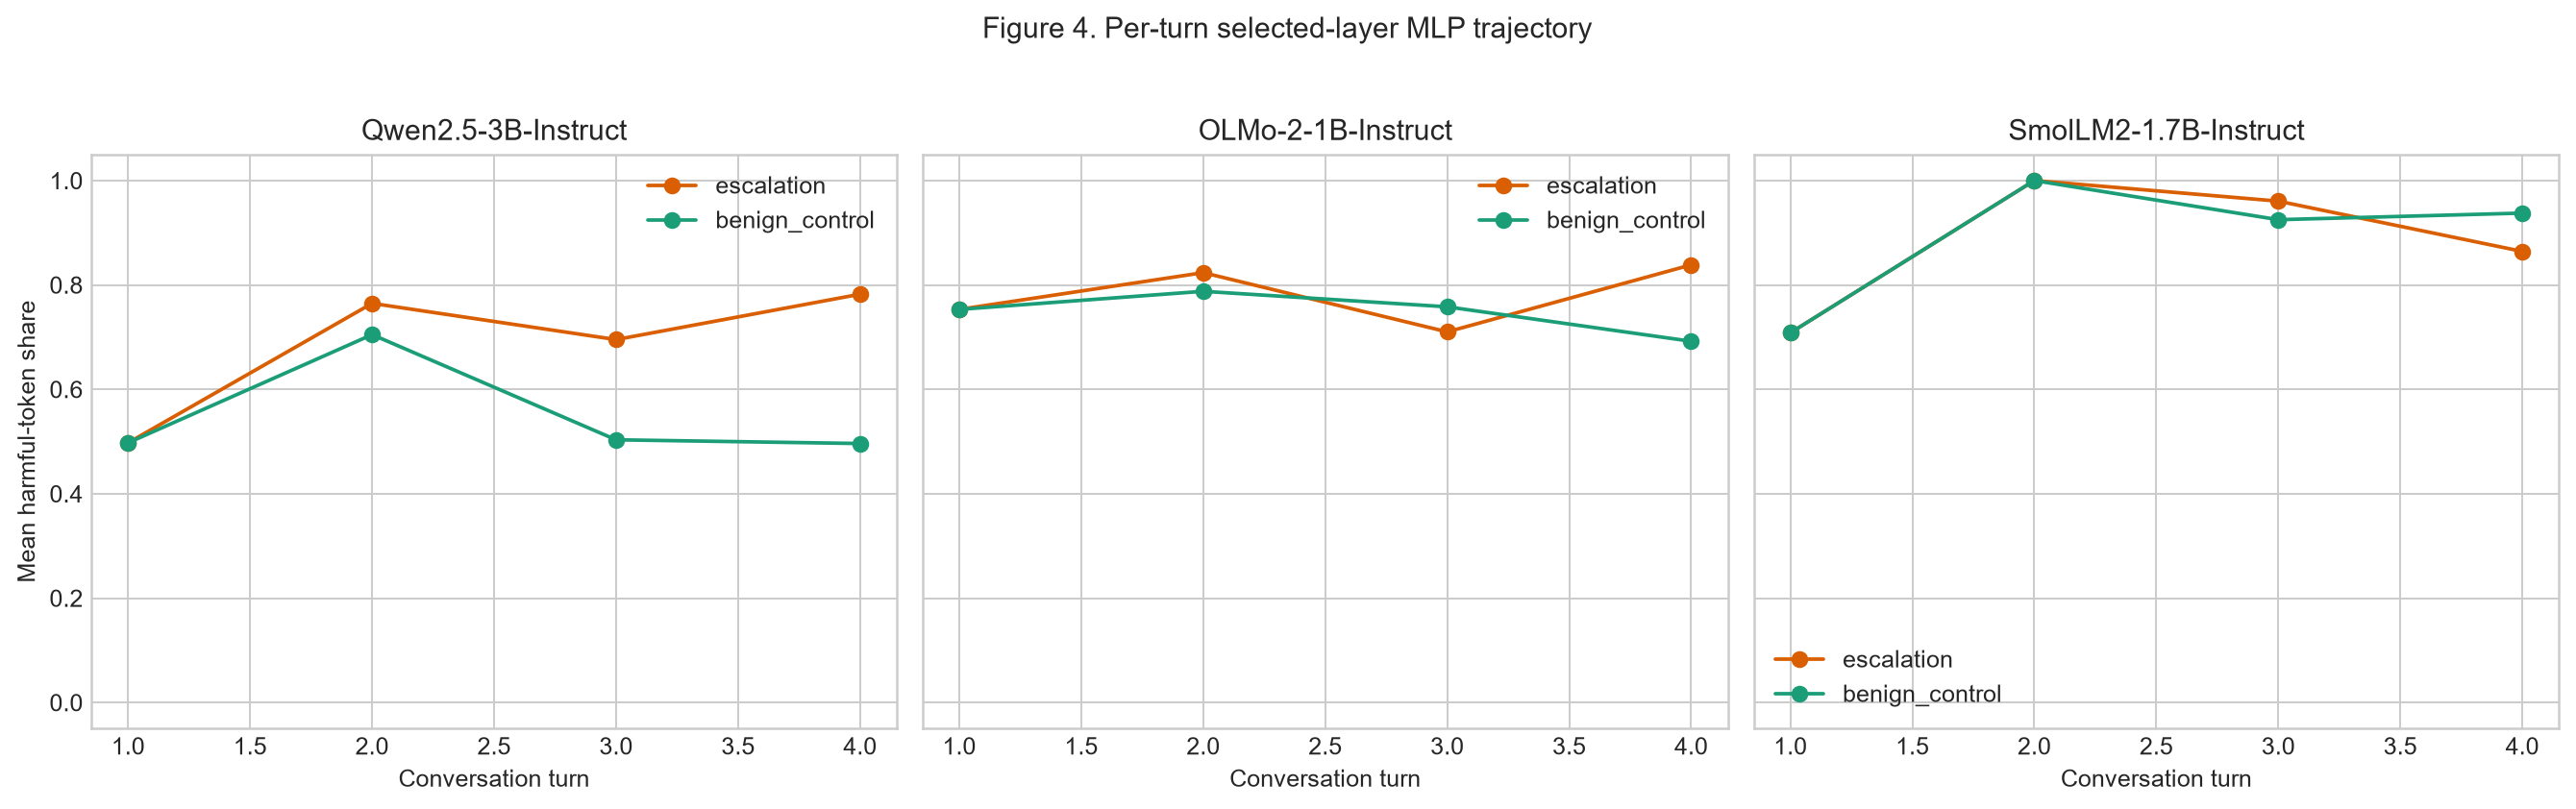 Figure 4. Per-turn selected-layer MLP trajectory
Qwen2.5-3B-Instruct
OLMo-2-1B-Instruct
SmolLM2-1.7B-Instruct
Mean harmful-token share
1.0
0.8
0.6
0.4
0.2
0.0
escalation
benign_control
escalation
benign_control
escalation
benign_control
1.0 1.5 2.0 2.5 3.0 3.5 4.0
1.0 1.5 2.0 2.5 3.0 3.5 4.0
1.0 1.5 2.0 2.5 3.0 3.5 4.0
Conversation turn
Conversation turn
Conversation turn